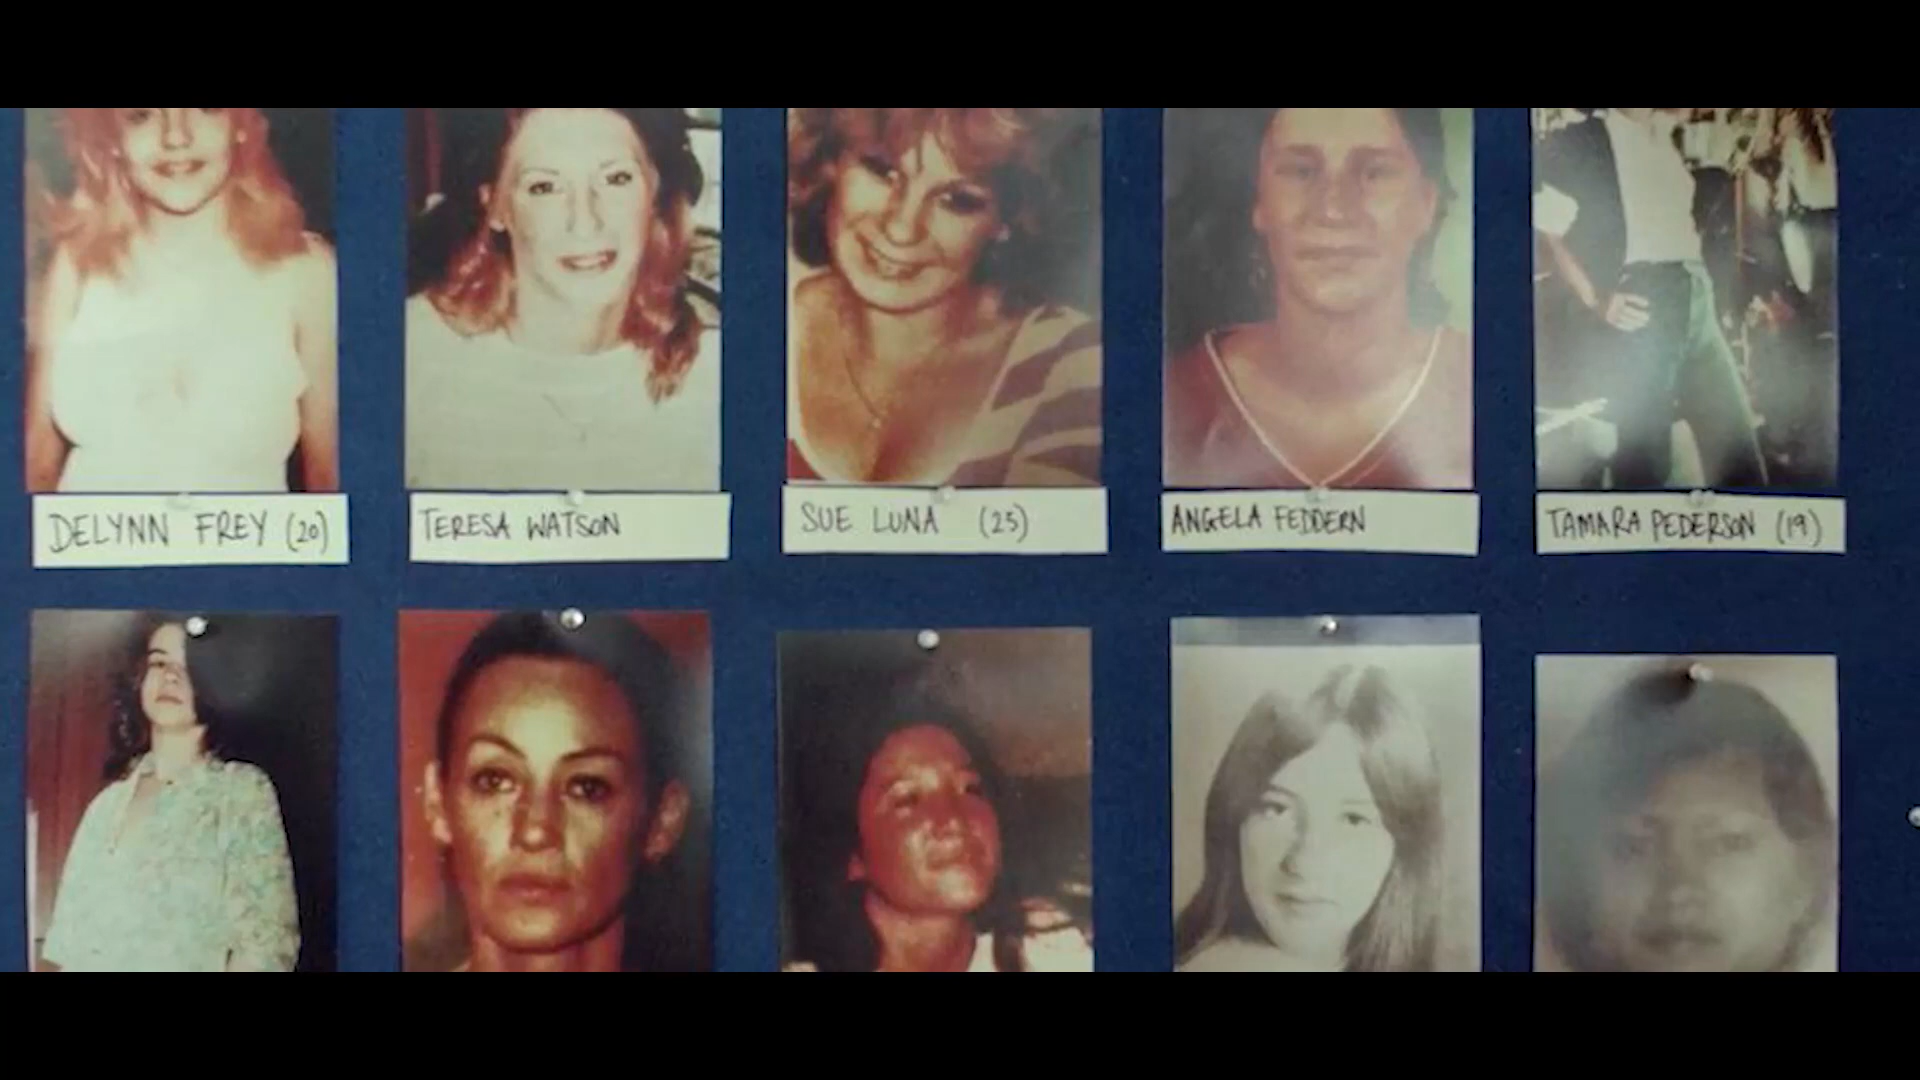 DELYNN FREY (20)
TERESA WATSON
SUE LUNA (25)
ANGELA FEDDERN
TAMARA PEDERSON (19)